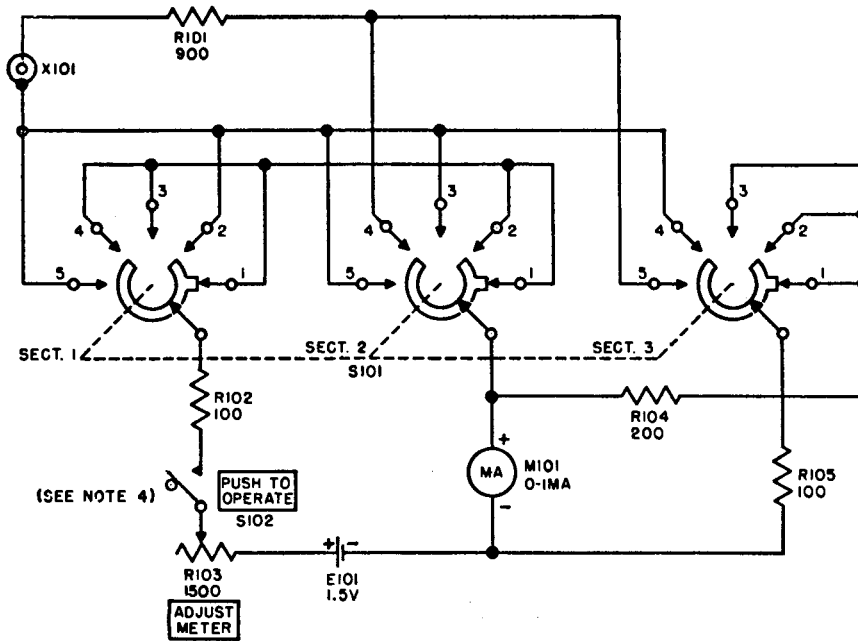 R101
900
X101
3
4
2
5
1
3
4
2
5
1
3
4
2
5
1
SECT. 1
SECT. 2
S101
SECT. 3
R102
100
R104
200
+
MA
-
M101
0-1MA
R105
100
(SEE NOTE 4)
PUSH TO
OPERATE
S102
R103
1500
+
-
E101
1.5V
ADJUST
METER